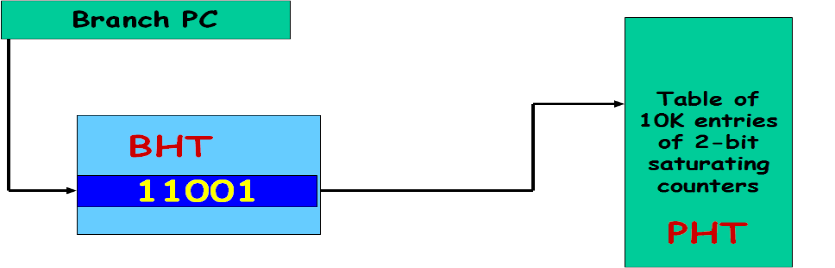 Branch PC
BHT
11001
Table of
10K entries
of 2-bit
saturating
counters
PHT